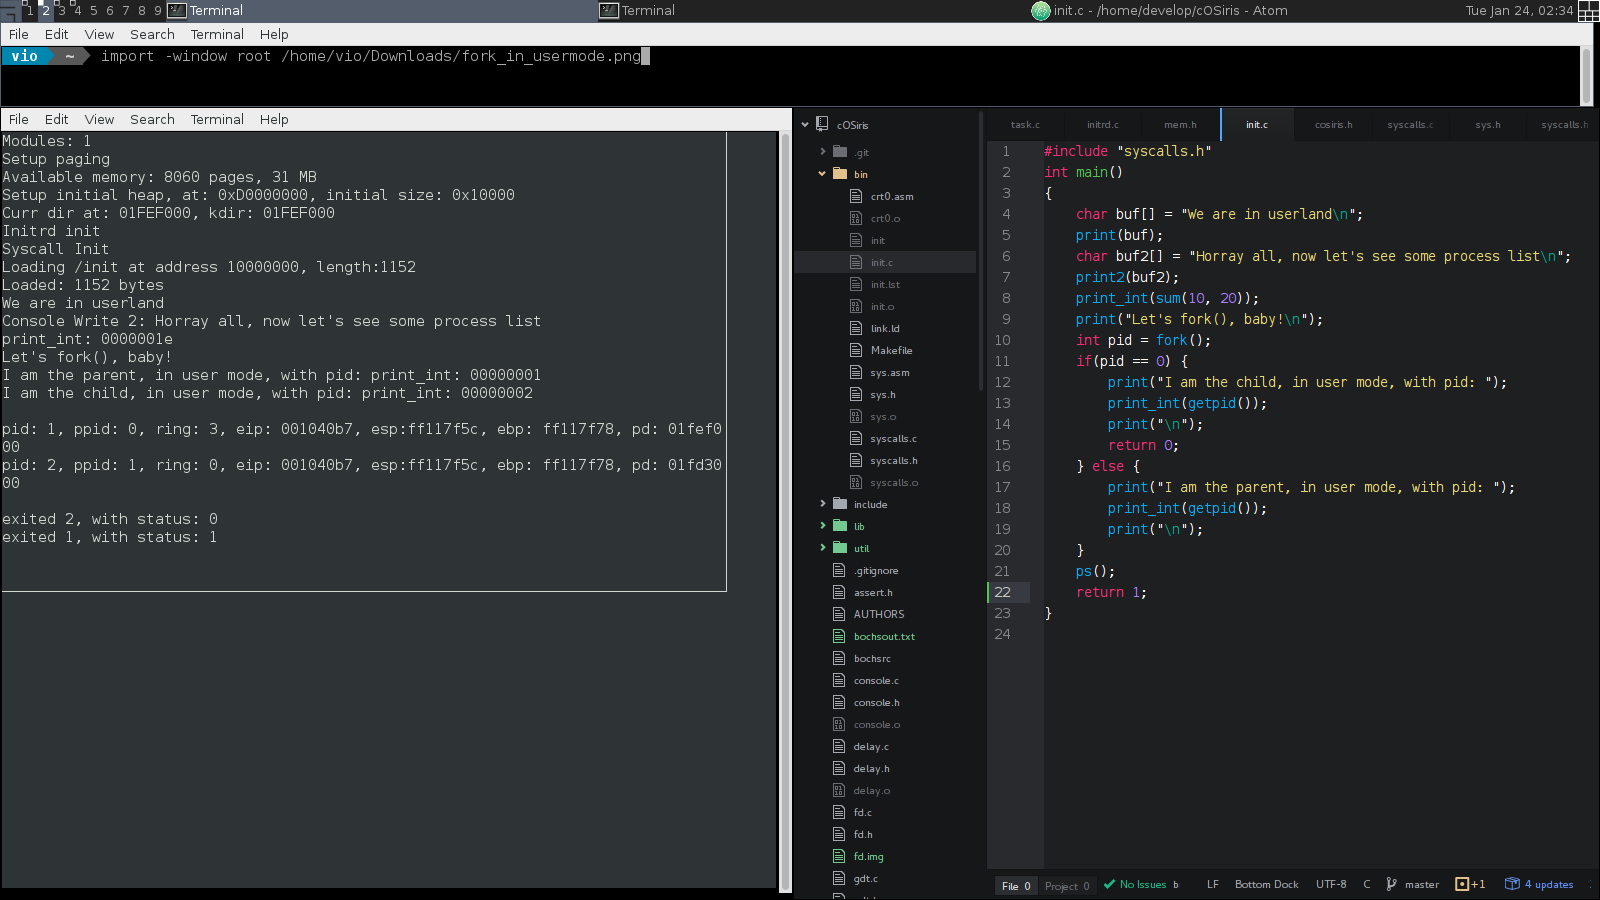 1 2 3 4 5 6 7 8 9 Terminal Terminal init.c - /home/develop/cOSiris - Atom Tue Jan 24, 02:34
File Edit View Search Terminal Help
vio ~ import -window root /home/vio/Downloads/fork_in_usermode.png
File Edit View Search Terminal Help
Modules: 1
Setup paging
Available memory: 8060 pages, 31 MB
Setup initial heap, at: 0xD0000000, initial size: 0x10000
Curr dir at: 01FEF000, kdir: 01FEF000
Initrd init
Syscall Init
Loading /init at address 10000000, length:1152
Loaded: 1152 bytes
We are in userland
Console Write 2: Horray all, now let's see some process list
print_int: 0000001e
Let's fork(), baby!
I am the parent, in user mode, with pid: print_int: 00000001
I am the child, in user mode, with pid: print_int: 00000002
pid: 1, ppid: 0, ring: 3, eip: 001040b7, esp:ff117f5c, ebp: ff117f78, pd: 01fef0
00
pid: 2, ppid: 1, ring: 0, eip: 001040b7, esp:ff117f5c, ebp: ff117f78, pd: 01fd30
00
exited 2, with status: 0
exited 1, with status: 1
cOSiris
.git
bin
crt0.asm
crt0.o
init
init.c
init.lst
init.o
link.ld
Makefile
sys.asm
sys.h
sys.o
syscalls.c
syscalls.h
syscalls.o
include
lib
util
.gitignore
assert.h
AUTHORS
bochsout.txt
bochsrc
console.c
console.h
console.o
delay.c
delay.h
delay.o
fd.c
fd.h
fd.img
gdt.c
task.c initrd.c mem.h init.c cosiris.h syscalls.c sys.h syscalls.h
1 #include "syscalls.h"
2 int main()
3 {
4 char buf[] = "We are in userland\n";
5 print(buf);
6 char buf2[] = "Horray all, now let's see some process list\n";
7 print2(buf2);
8 print_int(sum(10, 20));
9 print("Let's fork(), baby!\n");
10 int pid = fork();
11 if(pid == 0) {
12 print("I am the child, in user mode, with pid: ");
13 print_int(getpid());
14 print("\n");
15 return 0;
16 } else {
17 print("I am the parent, in user mode, with pid: ");
18 print_int(getpid());
19 print("\n");
20 }
21 ps();
22 return 1;
23 }
24
File 0 Project 0 No Issues b LF Bottom Dock UTF-8 C master +1 4 updates